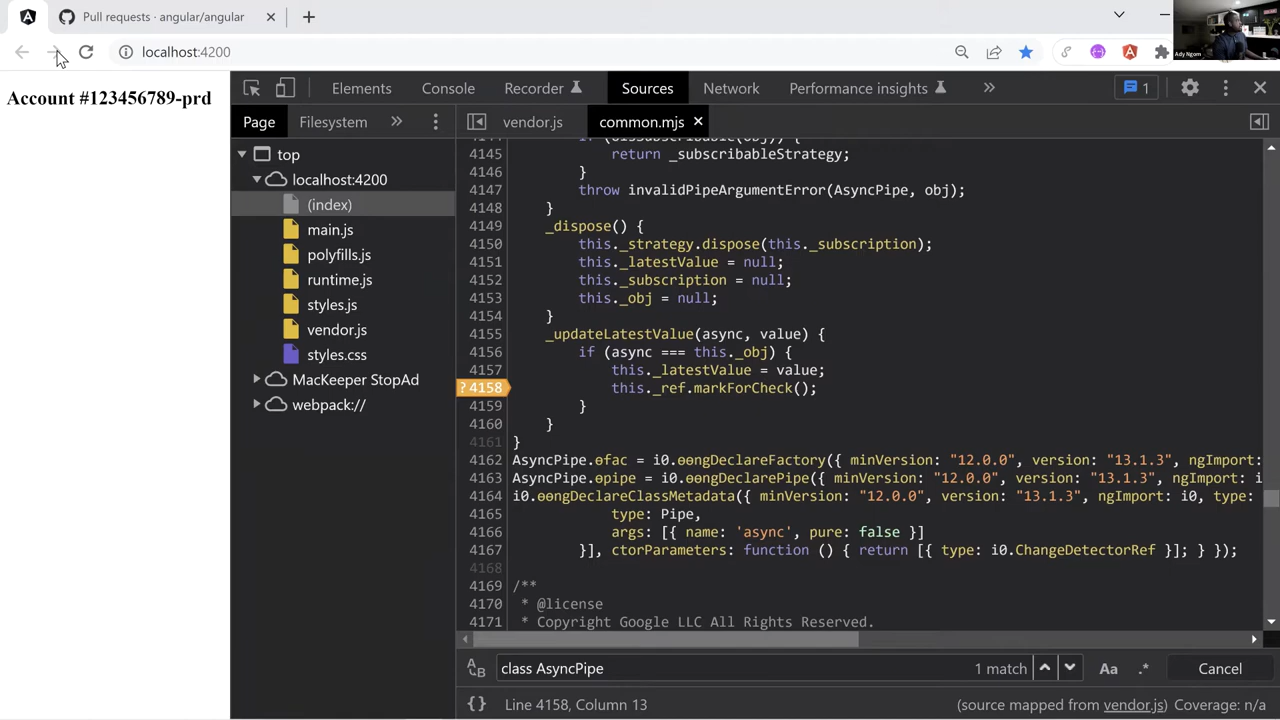 Pull requests · angular/angular
localhost:4200
Ady Ngom
Account #123456789-prd
Elements Console Recorder Sources Network Performance insights 1
Page Filesystem
vendor.js common.mjs
top
localhost:4200
(index)
main.js
polyfills.js
runtime.js
styles.js
vendor.js
styles.css
MacKeeper StopAd
webpack://
4145 return _subscribableStrategy;
4146 }
4147 throw invalidPipeArgumentError(AsyncPipe, obj);
4148 }
4149 _dispose() {
4150 this._strategy.dispose(this._subscription);
4151 this._latestValue = null;
4152 this._subscription = null;
4153 this._obj = null;
4154 }
4155 _updateLatestValue(async, value) {
4156 if (async === this._obj) {
4157 this._latestValue = value;
? 4158 this._ref.markForCheck();
4159 }
4160 }
4161 }
4162 AsyncPipe.ɵfac = i0.ɵɵngDeclareFactory({ minVersion: "12.0.0", version: "13.1.3", ngImport:
4163 AsyncPipe.ɵpipe = i0.ɵɵngDeclarePipe({ minVersion: "12.0.0", version: "13.1.3", ngImport: i
4164 i0.ɵɵngDeclareClassMetadata({ minVersion: "12.0.0", version: "13.1.3", ngImport: i0, type:
4165 type: Pipe,
4166 args: [{ name: 'async', pure: false }]
4167 }], ctorParameters: function () { return [{ type: i0.ChangeDetectorRef }]; } });
4168
4169 /**
4170 * @license
4171 * Copyright Google LLC All Rights Reserved.
class AsyncPipe 1 match Aa .* Cancel
{} Line 4158, Column 13 (source mapped from vendor.js) Coverage: n/a